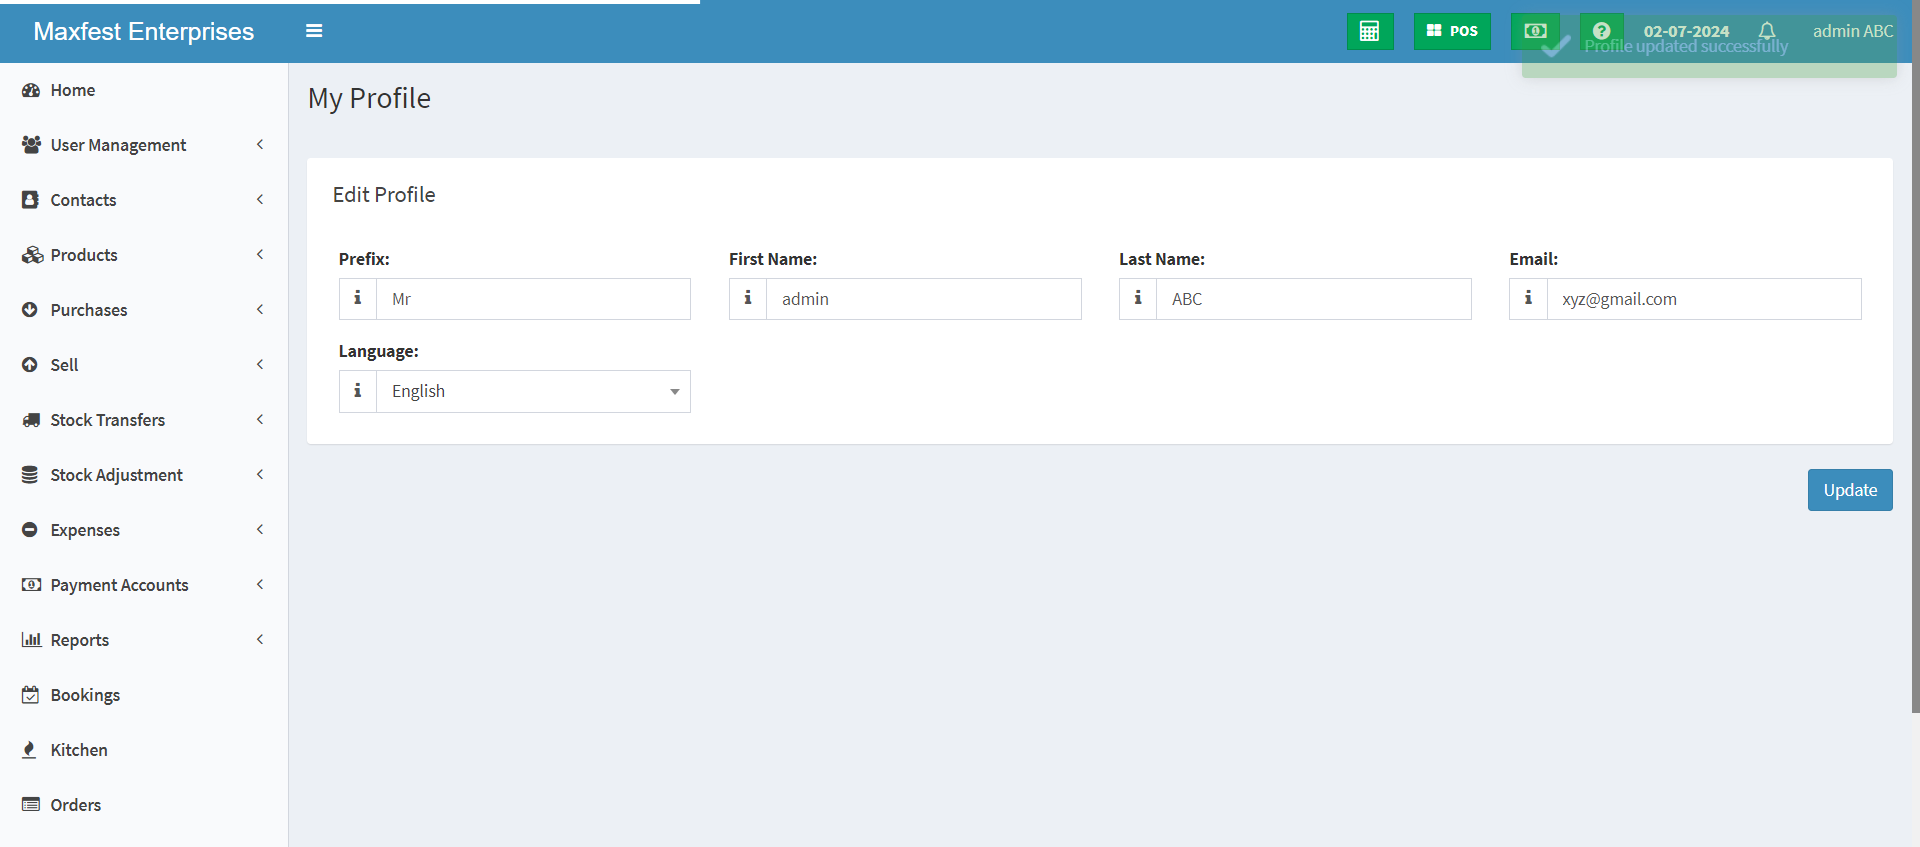 Maxfest Enterprises
POS
02-07-2024
admin ABC
Profile updated successfully
Home
User Management
Contacts
Products
Purchases
Sell
Stock Transfers
Stock Adjustment
Expenses
Payment Accounts
Reports
Bookings
Kitchen
Orders
My Profile
Edit Profile
Prefix:
First Name:
Last Name:
Email:
Mr
admin
ABC
xyz@gmail.com
Language:
English
Update